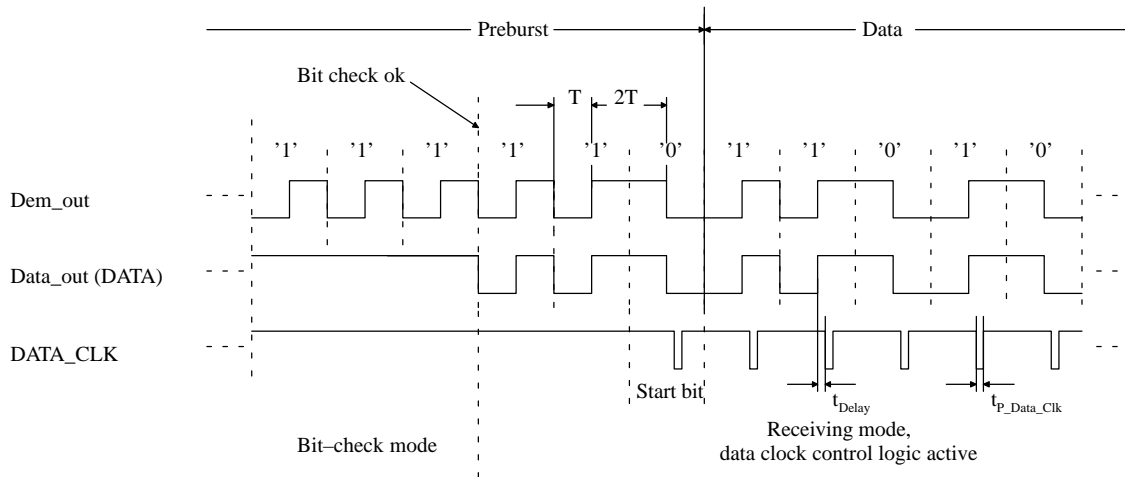 Preburst Data
Bit check ok
T 2T
'1' '1' '1' '1' '1' '0' '1' '1' '0' '1' '0'
Dem_out
Data_out (DATA)
DATA_CLK
Start bit
tDelay tP_Data_Clk
Bit–check mode
Receiving mode,
data clock control logic active